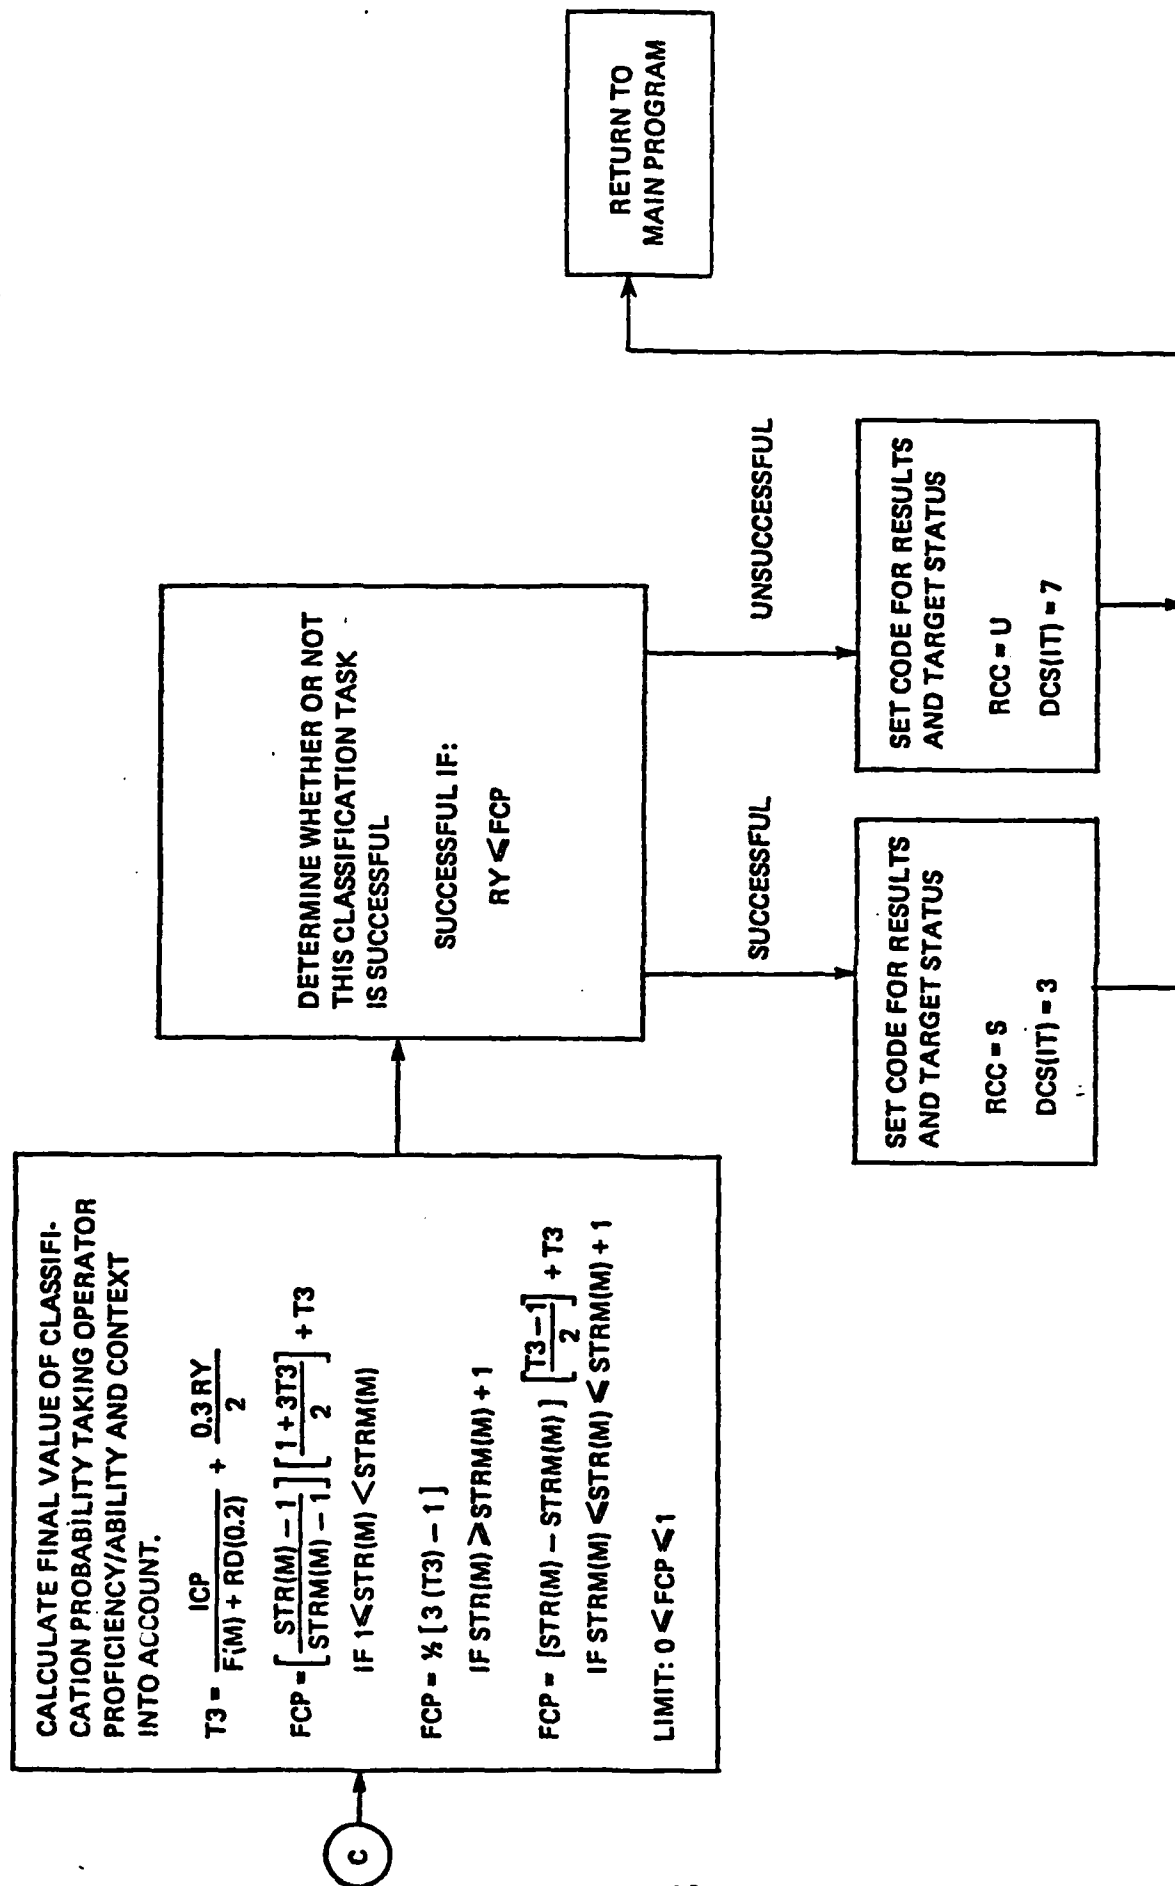 C
CALCULATE FINAL VALUE OF CLASSIFI-
CATION PROBABILITY TAKING OPERATOR
PROFICIENCY/ABILITY AND CONTEXT
INTO ACCOUNT.
T3 = ICP / F(M) + RD(0.2) + 0.3 RY / 2
FCP = [STR(M) − 1 / STRM(M) − 1] [1 + 3T3 / 2] + T3
IF 1 ⩽ STR(M) < STRM(M)
FCP = ½ [3 (T3) − 1]
IF STR(M) ⩾ STRM(M) + 1
FCP = [STR(M) − STRM(M)] [T3 − 1 / 2] + T3
IF STRM(M) ⩽ STR(M) ⩽ STRM(M) + 1
LIMIT: 0 ⩽ FCP ⩽ 1
DETERMINE WHETHER OR NOT
THIS CLASSIFICATION TASK
IS SUCCESSFUL
SUCCESSFUL IF:
RY ⩽ FCP
SUCCESSFUL
UNSUCCESSFUL
SET CODE FOR RESULTS
AND TARGET STATUS
RCC = S
DCS(IT) = 3
SET CODE FOR RESULTS
AND TARGET STATUS
RCC = U
DCS(IT) = 7
RETURN TO
MAIN PROGRAM